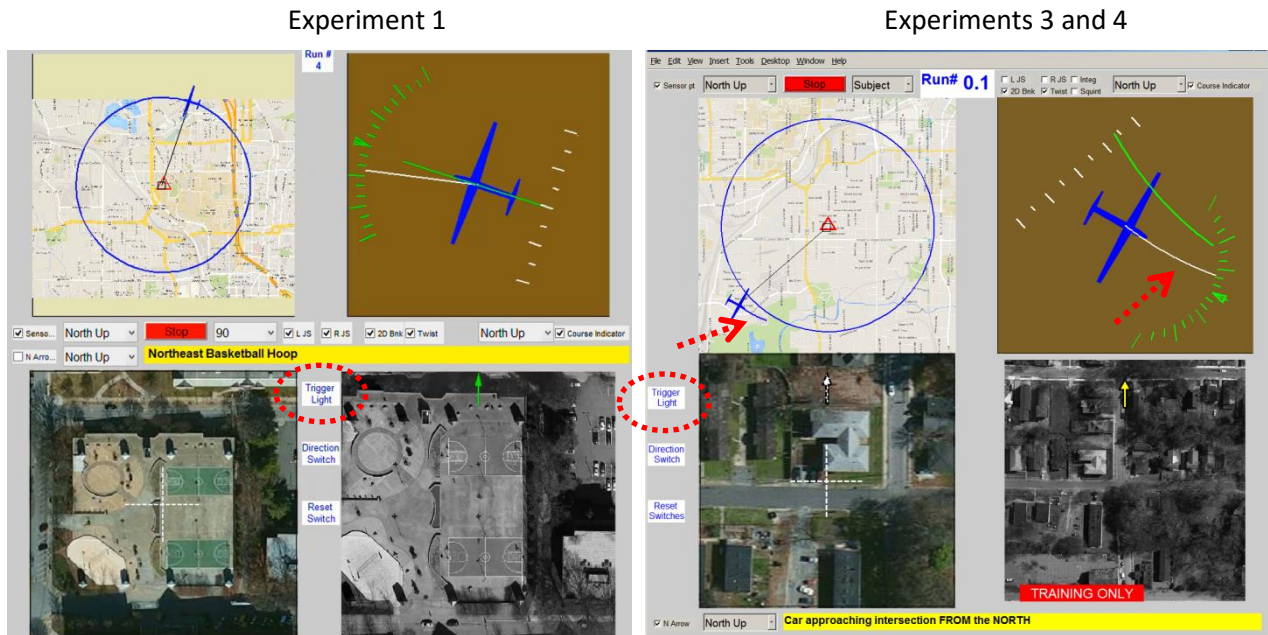 Experiment 1
Experiments 3 and 4
Run #
4
Senso...
North Up
Stop
90
L JS
R JS
2D Bnk
Twist
North Up
Course Indicator
N Arro...
North Up
Northeast Basketball Hoop
Trigger
Light
Direction
Switch
Reset
Switch
File Edit View Insert Tools Desktop Window Help
Sensor pt
North Up
Stop
Subject
Run# 0.1
L JS
R JS
Integ
2D Bnk
Twist
Squint
North Up
Course Indicator
Trigger
Light
Direction
Switch
Reset
Switches
TRAINING ONLY
N Arrow
North Up
Car approaching intersection FROM the NORTH